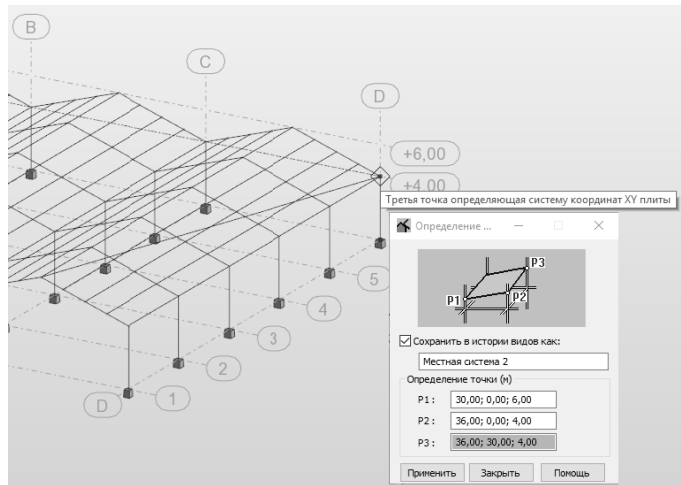 B
C
D
+6,00
+4,00
Третья точка определяющая систему координат XY плиты
Определение ...
5
P3
4
P1
P2
3
Сохранить в истории видов как:
2
Местная система 2
Определение точки (м)
D
1
P1: 30,00; 0,00; 6,00
P2: 36,00; 0,00; 4,00
P3: 36,00; 30,00; 4,00
Применить Закрыть Помощь